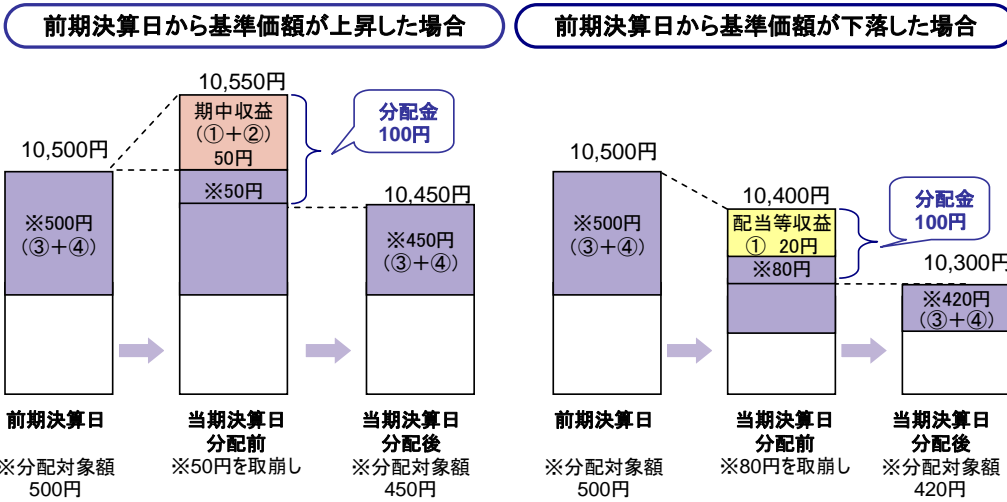 前期決算日から基準価額が上昇した場合
10,550円
期中収益
(①+②)
50円
分配金
100円
10,500円
※50円
10,450円
※500円
(③+④)
※450円
(③+④)
前期決算日
当期決算日
分配前
当期決算日
分配後
※分配対象額
500円
※50円を取崩し
※分配対象額
450円
前期決算日から基準価額が下落した場合
10,500円
10,400円
分配金
100円
配当等収益
① 20円
※500円
(③+④)
※80円
10,300円
※420円
(③+④)
前期決算日
当期決算日
分配前
当期決算日
分配後
※分配対象額
500円
※80円を取崩し
※分配対象額
420円